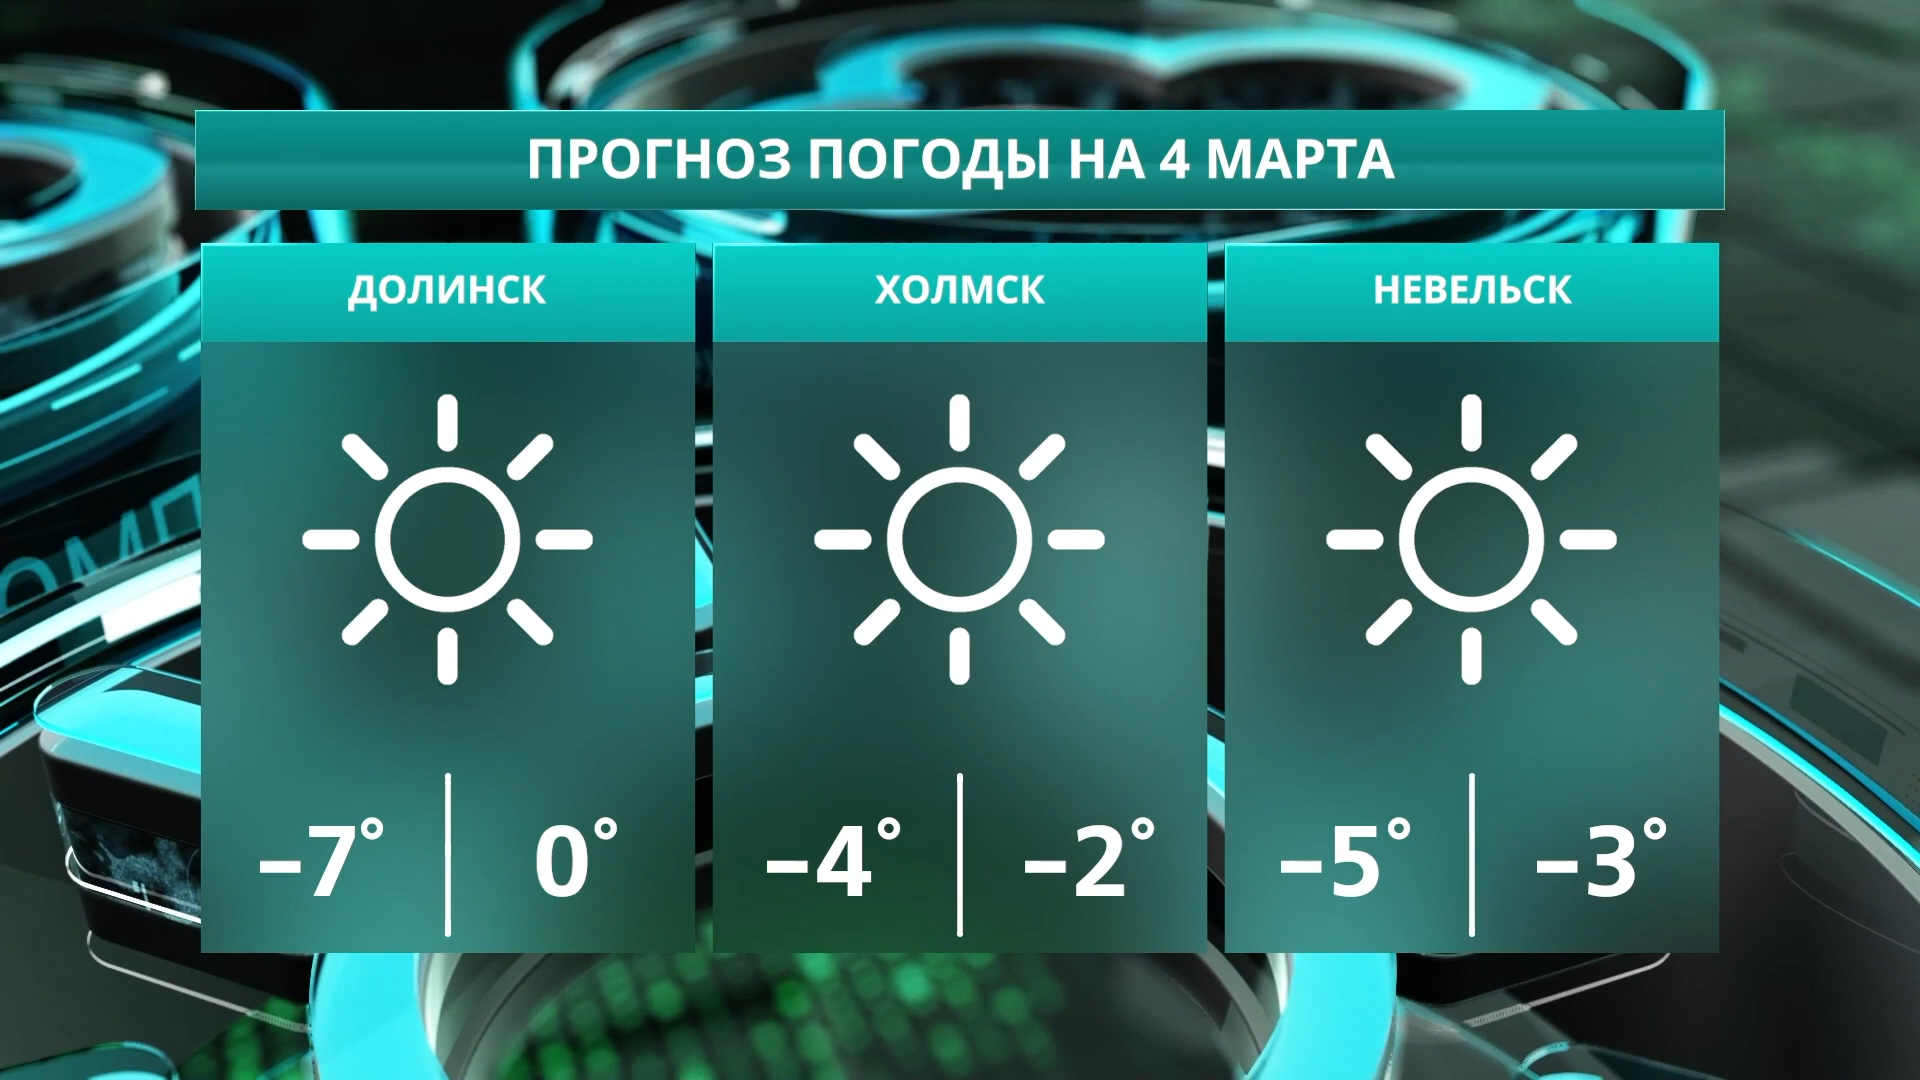 ПРОГНОЗ ПОГОДЫ НА 4 МАРТА
ДОЛИНСК
ХОЛМСК
НЕВЕЛЬСК
–7° 0°
–4° –2°
–5° –3°